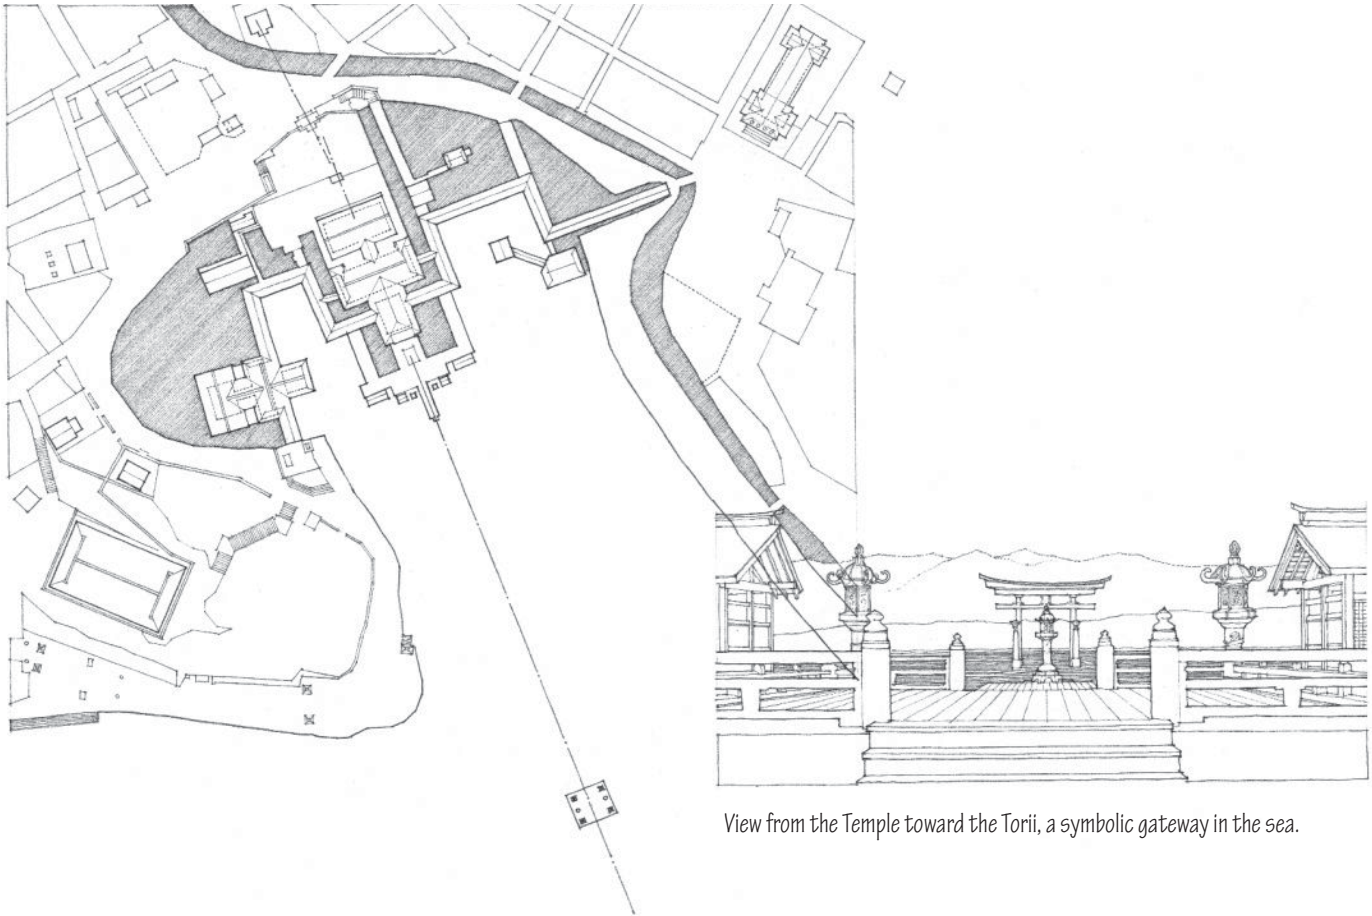 View from the Temple toward the Torii, a symbolic gateway in the sea.